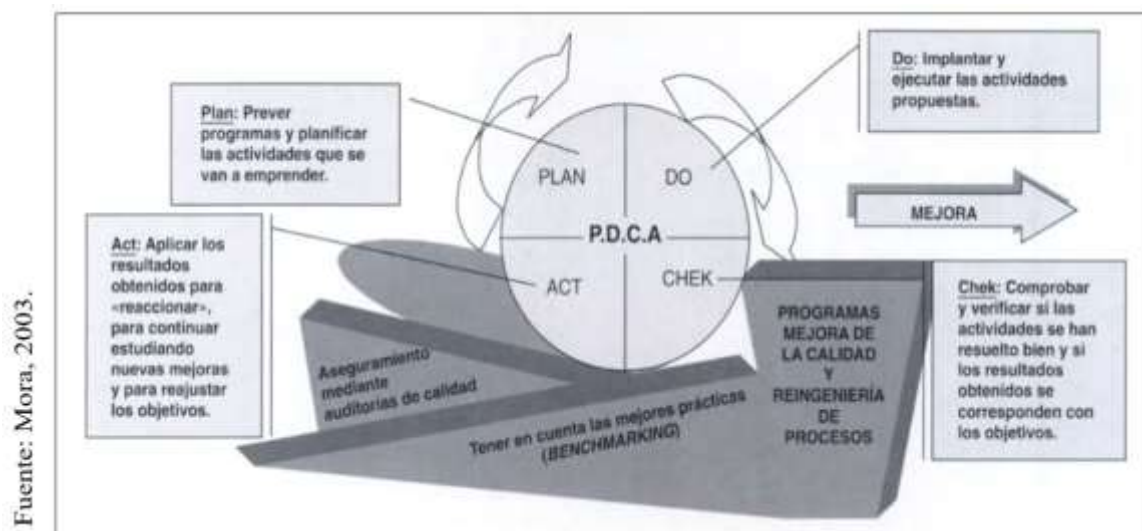 Plan: Prever
programas y planificar
las actividades que se
van a emprender.
Do: Implantar y
ejecutar las actividades
propuestas.
PLAN
DO
P.D.C.A
ACT
CHEK
MEJORA
Act: Aplicar los
resultados
obtenidos para
«reaccionar»,
para continuar
estudiando
nuevas mejoras
y para reajustar
los objetivos.
Aseguramiento
mediante
auditorías de calidad
Tener en cuenta las mejores prácticas
(BENCHMARKING)
PROGRAMAS
MEJORA DE
LA CALIDAD
Y
REINGENIERÍA
DE
PROCESOS
Chek: Comprobar
y verificar si las
actividades se han
resuelto bien y si
los resultados
obtenidos se
corresponden con
los objetivos.
Fuente: Mora, 2003.